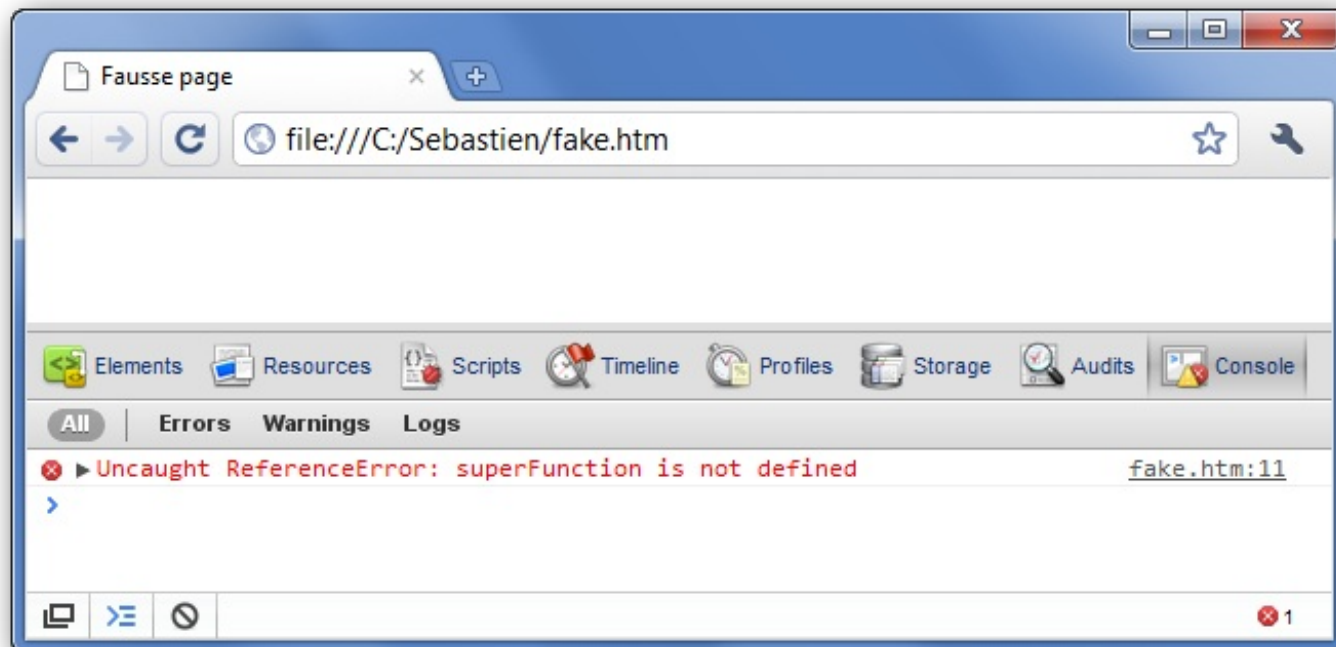 Fausse page
file:///C:/Sebastien/fake.htm
Elements Resources Scripts Timeline Profiles Storage Audits Console
All Errors Warnings Logs
Uncaught ReferenceError: superFunction is not defined fake.htm:11
1